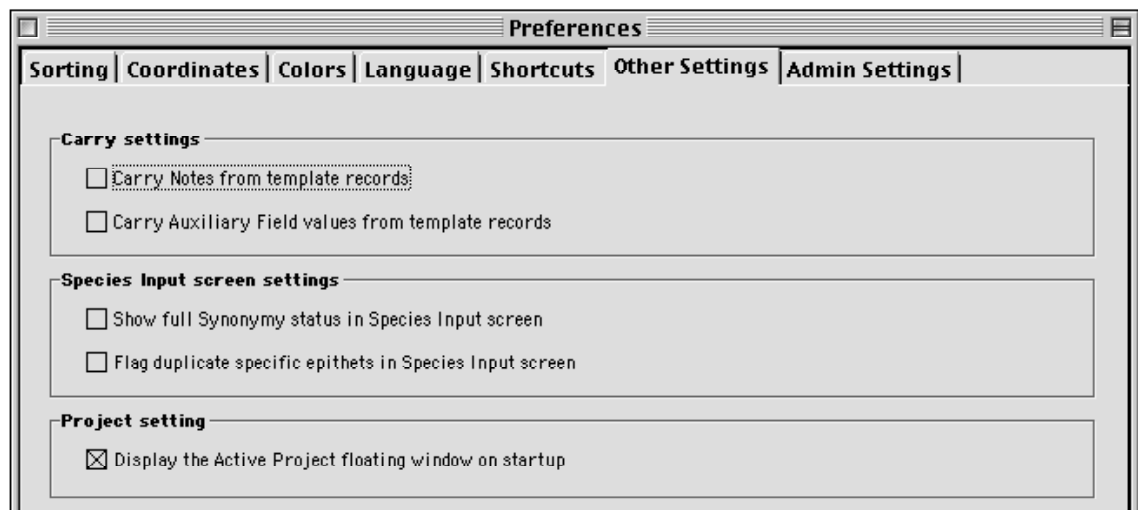 Preferences
Sorting Coordinates Colors Language Shortcuts Other Settings Admin Settings
Carry settings
Carry Notes from template records
Carry Auxiliary Field values from template records
Species Input screen settings
Show full Synonymy status in Species Input screen
Flag duplicate specific epithets in Species Input screen
Project setting
Display the Active Project floating window on startup